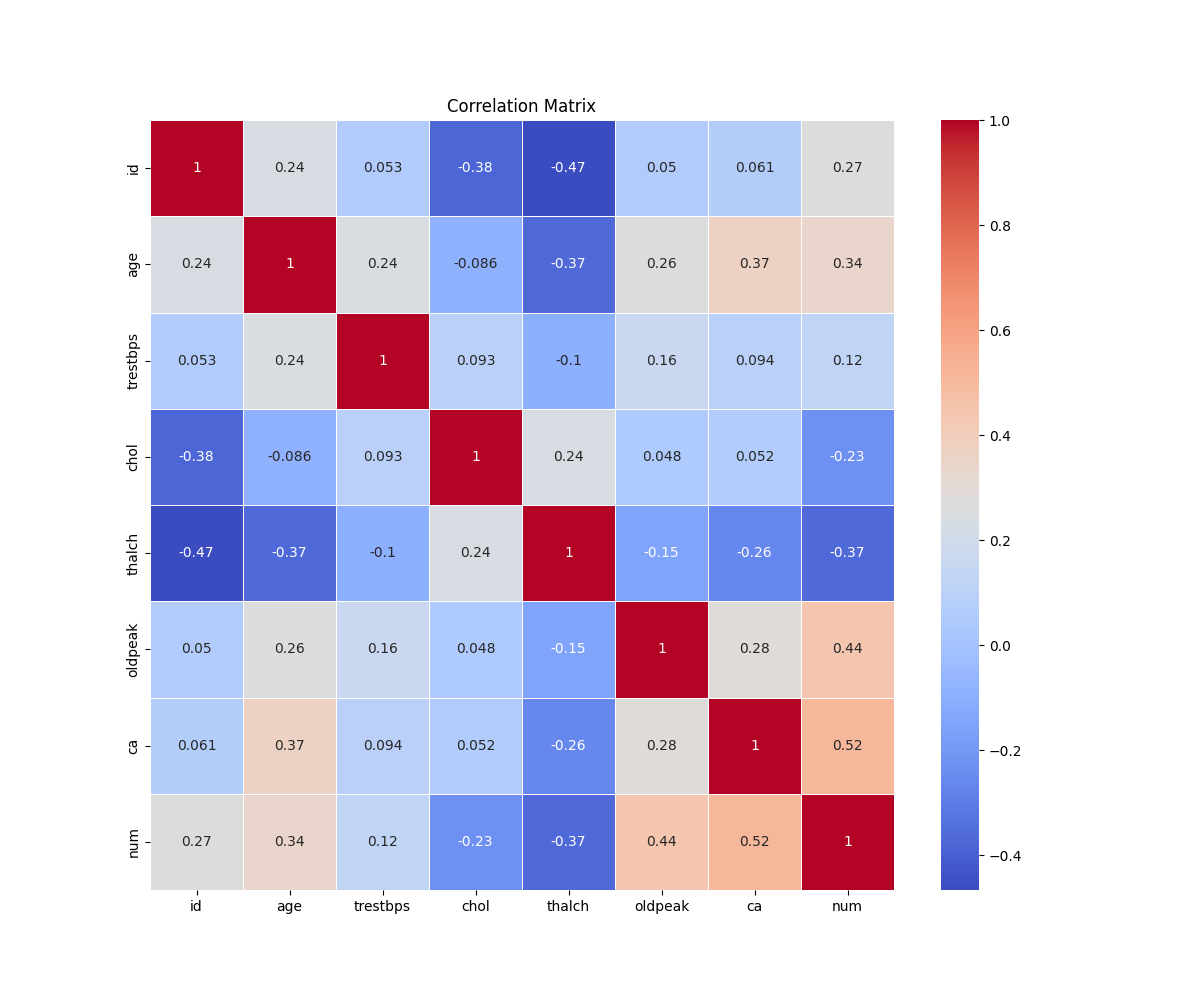 Correlation Matrix
id 1 0.24 0.053 -0.38 -0.47 0.05 0.061 0.27
age 0.24 1 0.24 -0.086 -0.37 0.26 0.37 0.34
trestbps 0.053 0.24 1 0.093 -0.1 0.16 0.094 0.12
chol -0.38 -0.086 0.093 1 0.24 0.048 0.052 -0.23
thalch -0.47 -0.37 -0.1 0.24 1 -0.15 -0.26 -0.37
oldpeak 0.05 0.26 0.16 0.048 -0.15 1 0.28 0.44
ca 0.061 0.37 0.094 0.052 -0.26 0.28 1 0.52
num 0.27 0.34 0.12 -0.23 -0.37 0.44 0.52 1
id age trestbps chol thalch oldpeak ca num
1.0
0.8
0.6
0.4
0.2
0.0
−0.2
−0.4